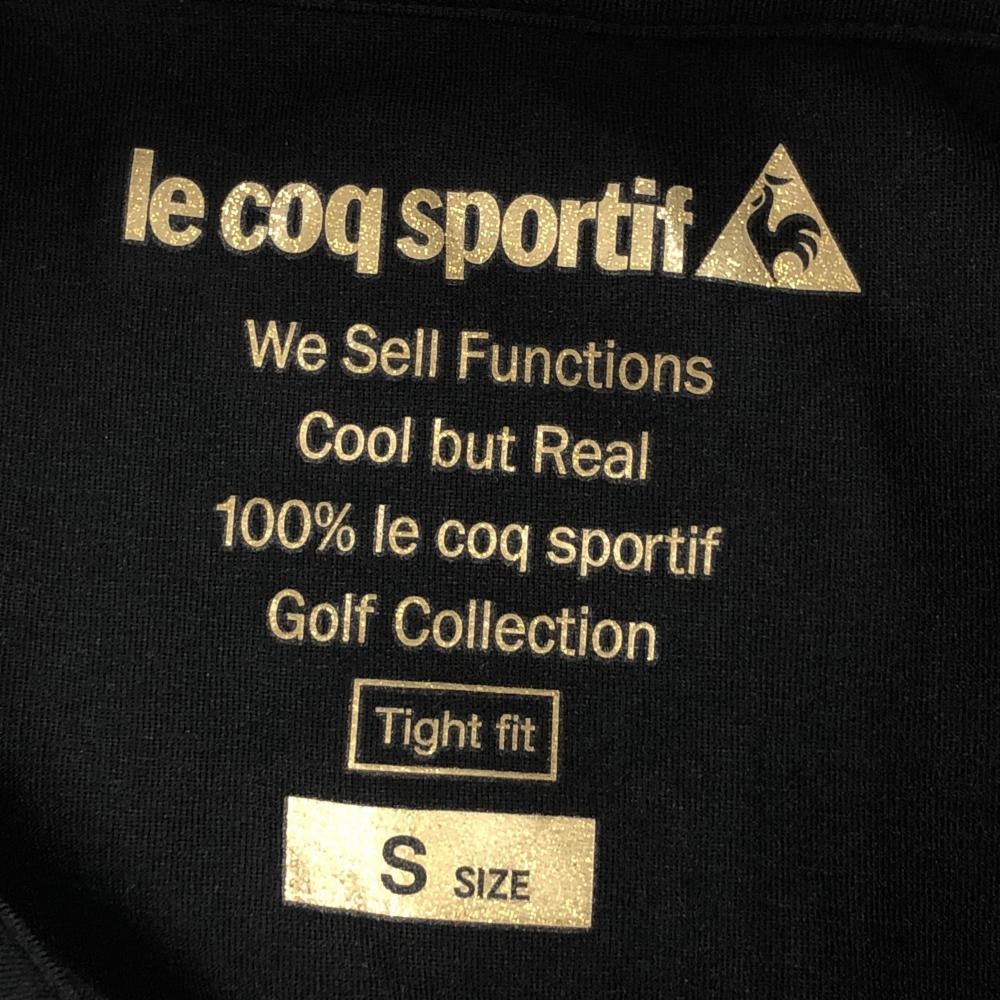 le coq sportif
We Sell Functions
Cool but Real
100% le coq sportif
Golf Collection
Tight fit
S SIZE